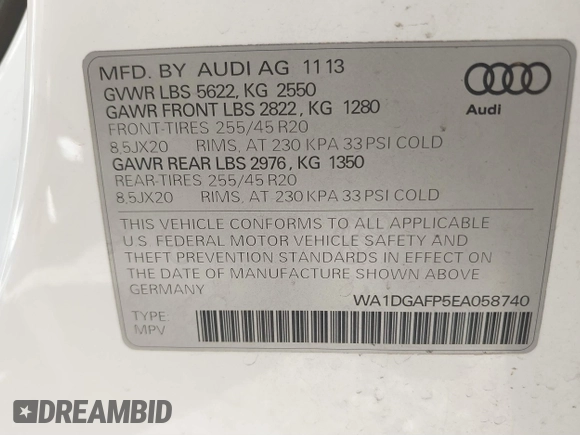 MFD. BY AUDI AG 11 13
GVWR LBS 5622, KG 2550
GAWR FRONT LBS 2822, KG 1280
FRONT-TIRES 255/45 R20
8.5JX20 RIMS, AT 230 KPA 33 PSI COLD
GAWR REAR LBS 2976, KG 1350
REAR-TIRES 255/45 R20
8.5JX20 RIMS, AT 230 KPA 33 PSI COLD
Audi
THIS VEHICLE CONFORMS TO ALL APPLICABLE
U.S. FEDERAL MOTOR VEHICLE SAFETY AND
THEFT PREVENTION STANDARDS IN EFFECT ON
THE DATE OF MANUFACTURE SHOWN ABOVE
GERMANY
WA1DGAFP5EA058740
TYPE:
MPV
DREAMBID